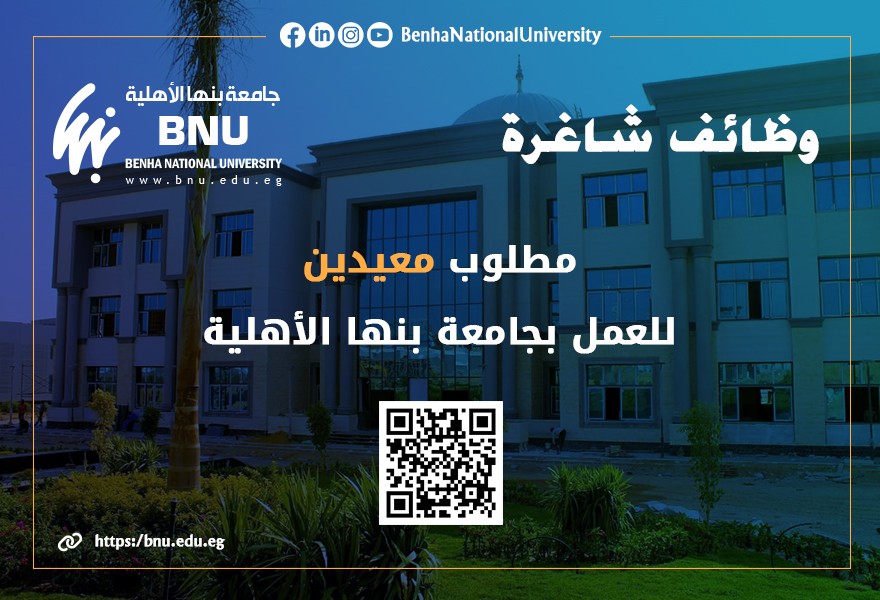 BenhaNationalUniversity
جامعة بنها الأهلية
BNU
BENHA NATIONAL UNIVERSITY
www.bnu.edu.eg
وظائف شاغرة
مطلوب معيدين
للعمل بجامعة بنها الأهلية
https:/bnu.edu.eg